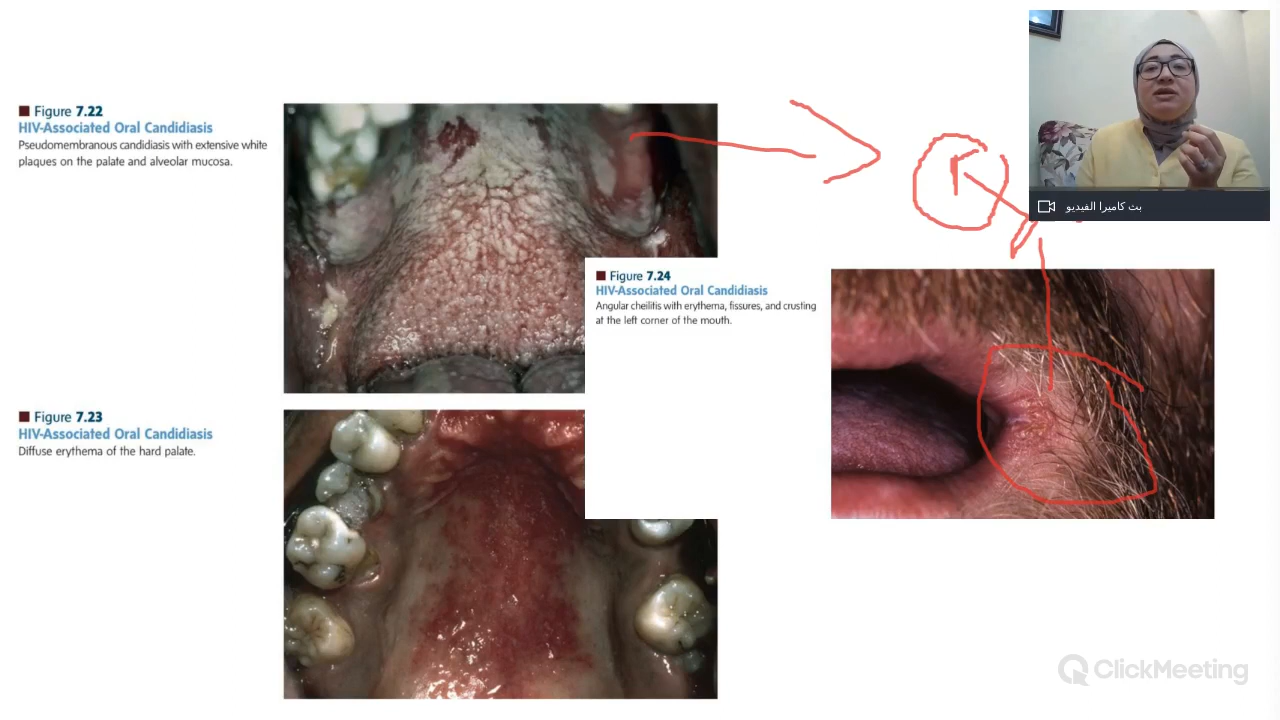 Figure 7.22
HIV-Associated Oral Candidiasis
Pseudomembranous candidiasis with extensive white
plaques on the palate and alveolar mucosa.
Figure 7.24
HIV-Associated Oral Candidiasis
Angular cheilitis with erythema, fissures, and crusting
at the left corner of the mouth.
Figure 7.23
HIV-Associated Oral Candidiasis
Diffuse erythema of the hard palate.
بث كاميرا الفيديو
ClickMeeting